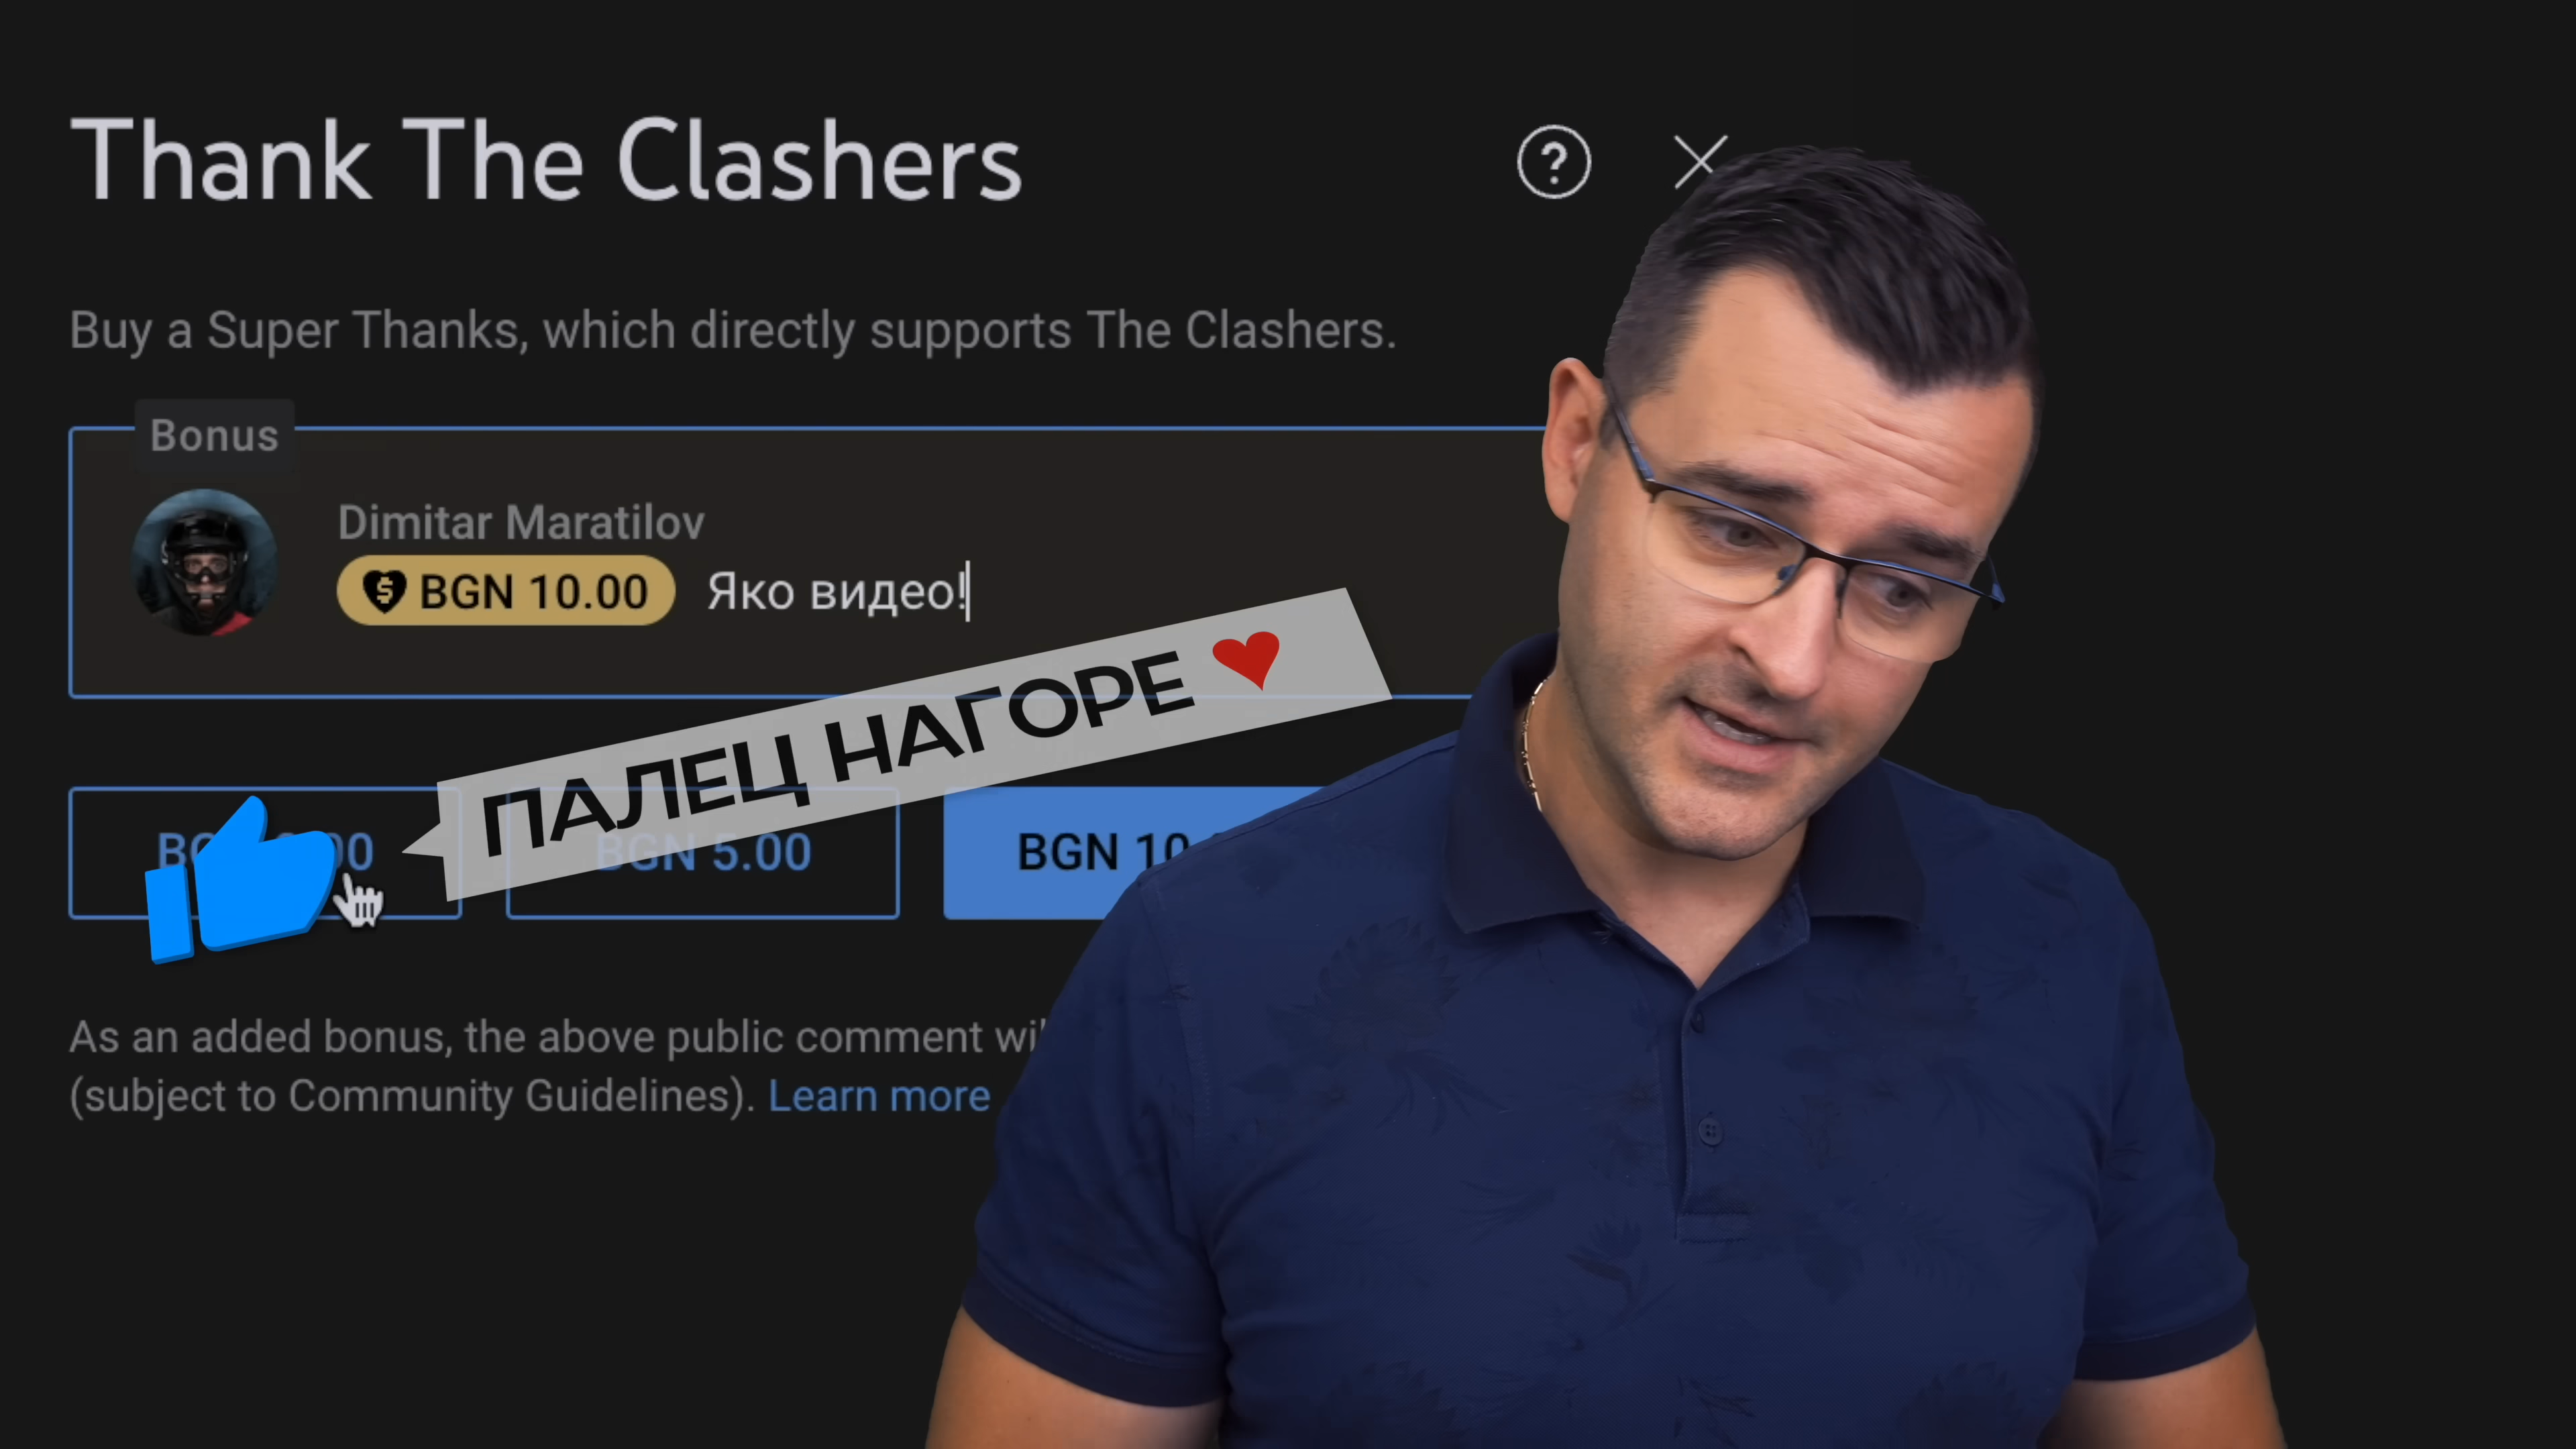 Thank The Clashers
Buy a Super Thanks, which directly supports The Clashers.
Bonus
Dimitar Maratilov
BGN 10.00 Яко видео!
ПАЛЕЦ НАГОРЕ
BGN 5.00
BGN 10
As an added bonus, the above public comment
(subject to Community Guidelines). Learn more